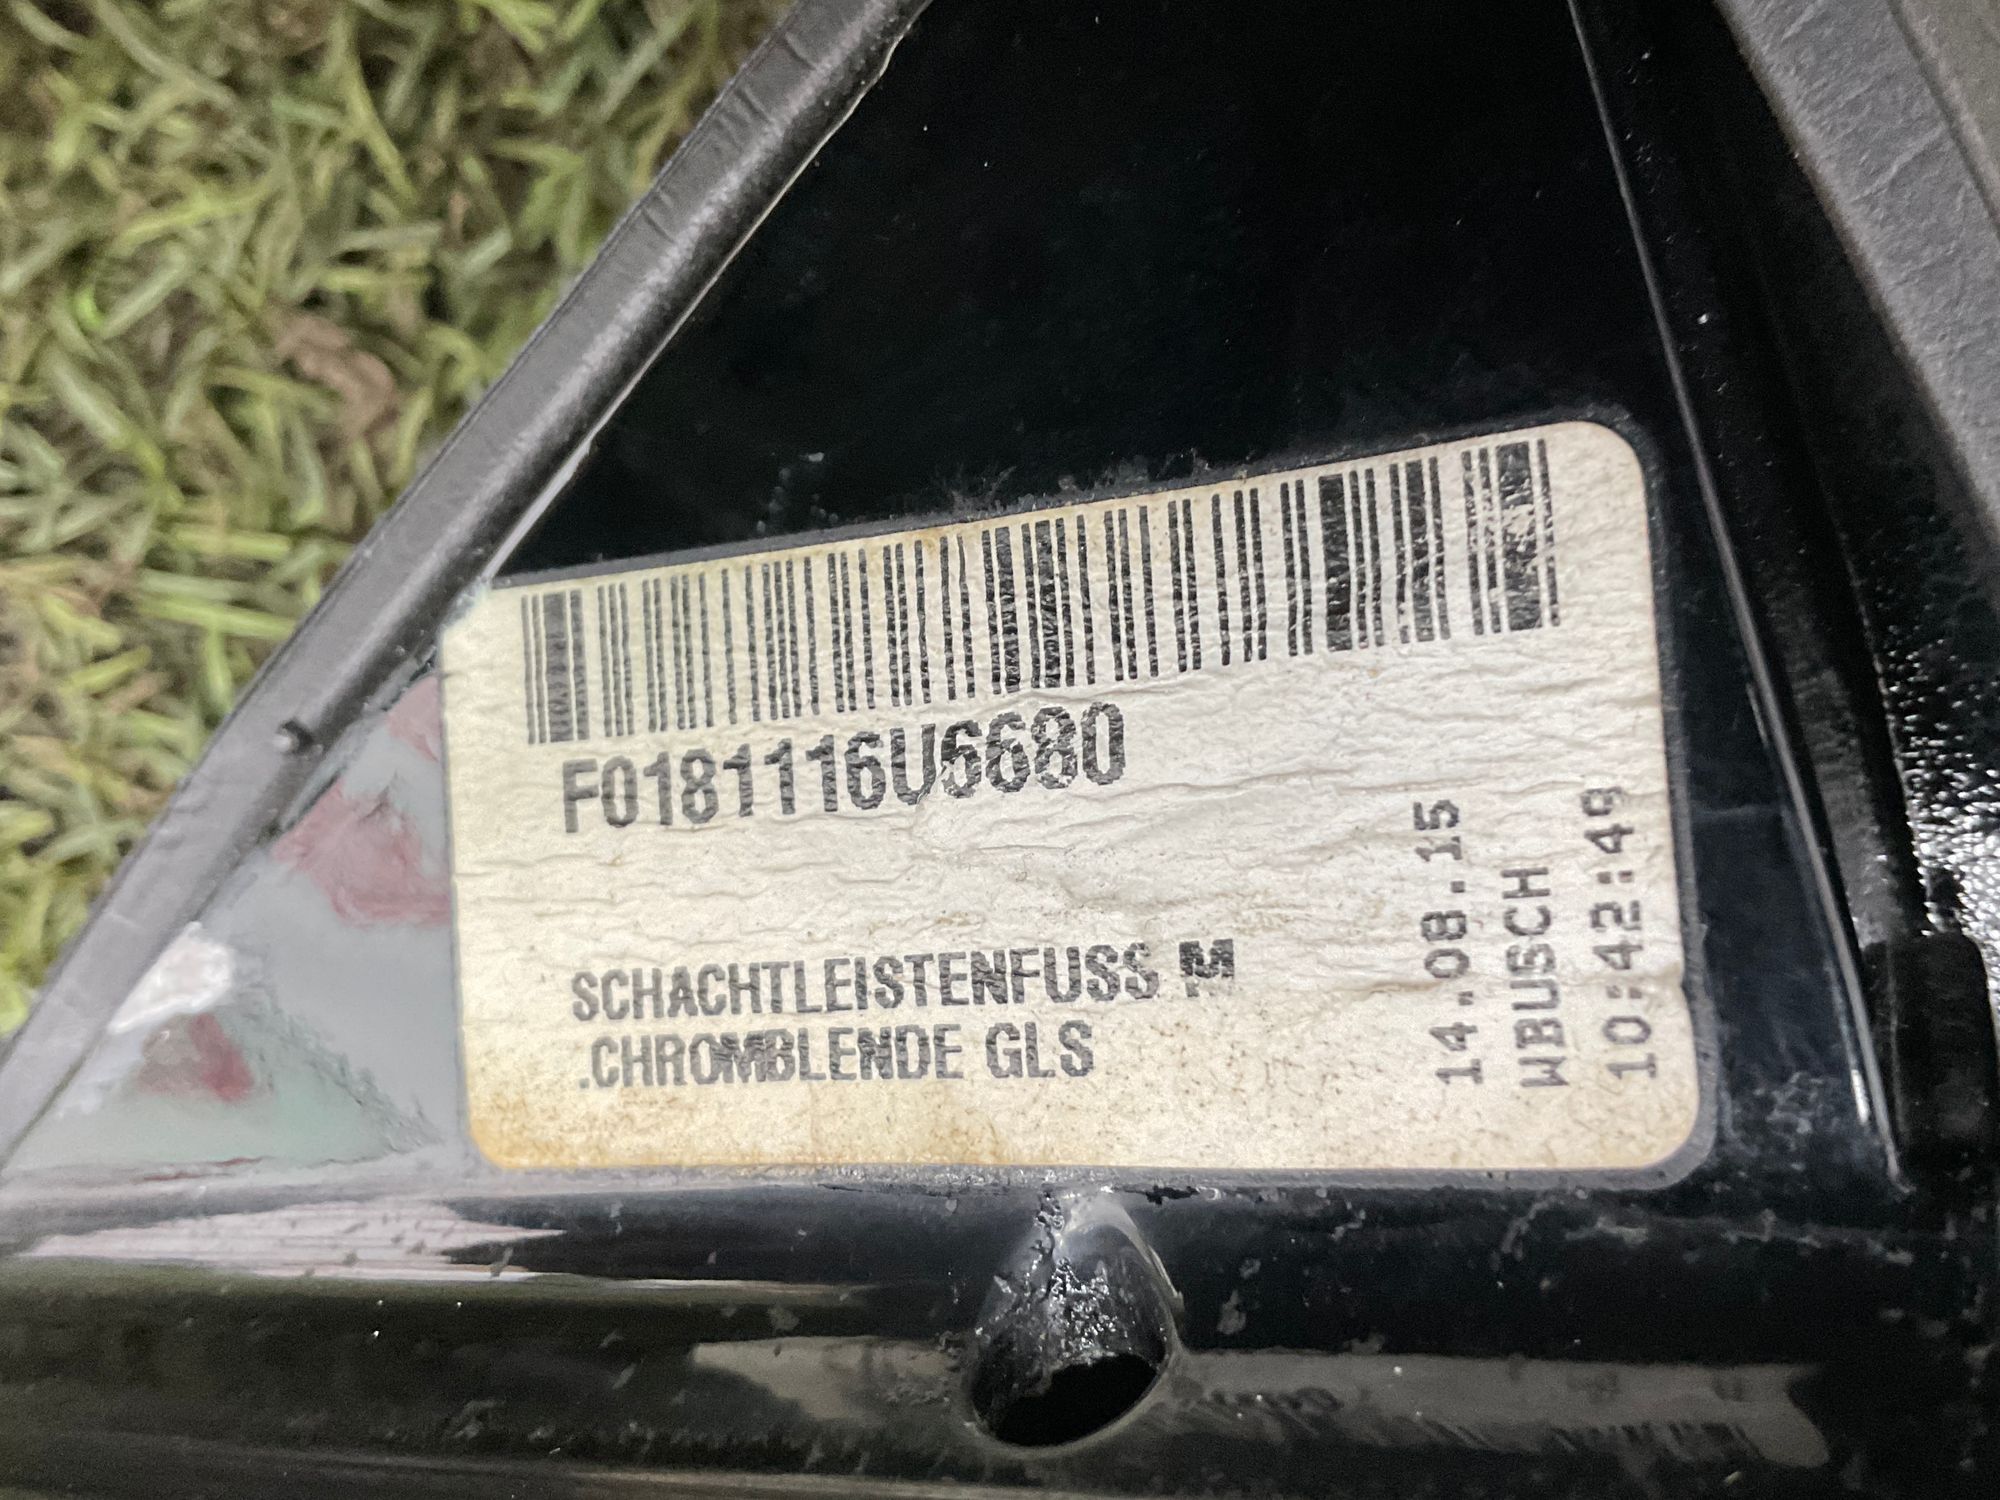 F0181116U6680
SCHACHTLEISTENFUSS M
.CHROMBLENDE GLS
14.08.15
WBUSCH
10:42:49